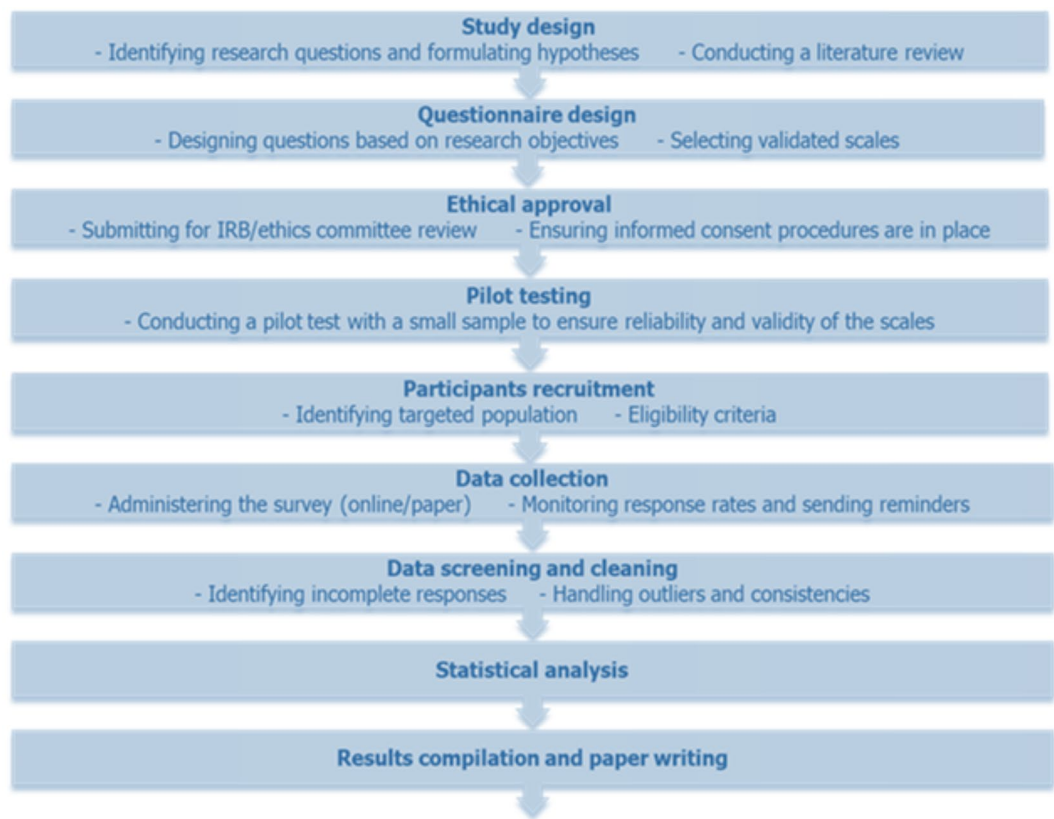 Study design
- Identifying research questions and formulating hypotheses - Conducting a literature review
Questionnaire design
- Designing questions based on research objectives - Selecting validated scales
Ethical approval
- Submitting for IRB/ethics committee review - Ensuring informed consent procedures are in place
Pilot testing
- Conducting a pilot test with a small sample to ensure reliability and validity of the scales
Participants recruitment
- Identifying targeted population - Eligibility criteria
Data collection
- Administering the survey (online/paper) - Monitoring response rates and sending reminders
Data screening and cleaning
- Identifying incomplete responses - Handling outliers and consistencies
Statistical analysis
Results compilation and paper writing